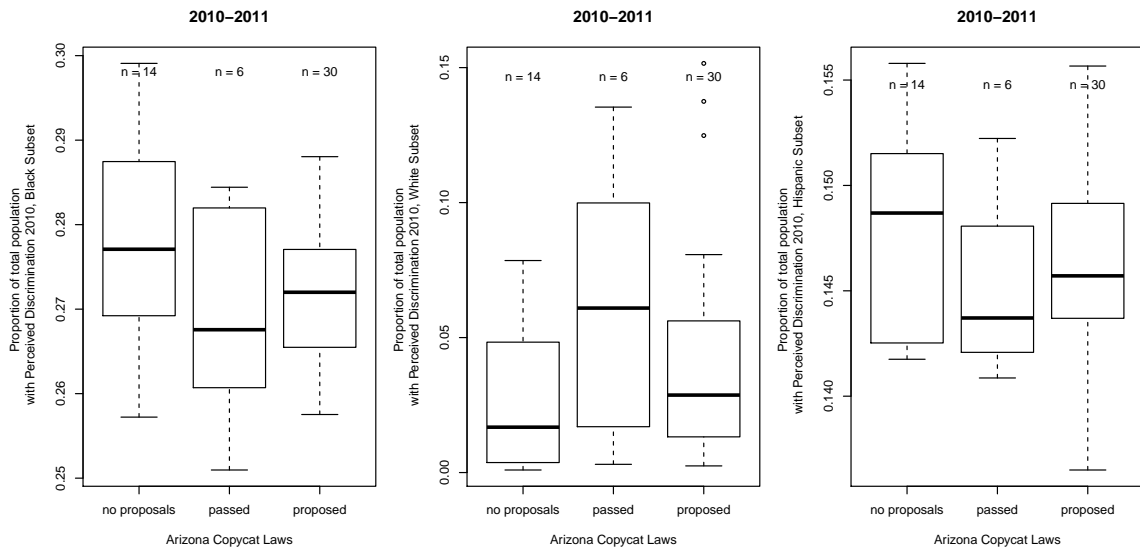 2010−2011
Proportion of total population
with Perceived Discrimination 2010, Black Subset
0.30
0.29
0.28
0.27
0.26
0.25
n = 14 n = 6 n = 30
no proposals passed proposed
Arizona Copycat Laws
2010−2011
Proportion of total population
with Perceived Discrimination 2010, White Subset
0.15
0.10
0.05
0.00
n = 14 n = 6 n = 30
no proposals passed proposed
Arizona Copycat Laws
2010−2011
Proportion of total population
with Perceived Discrimination 2010, Hispanic Subset
0.155
0.150
0.145
0.140
n = 14 n = 6 n = 30
no proposals passed proposed
Arizona Copycat Laws